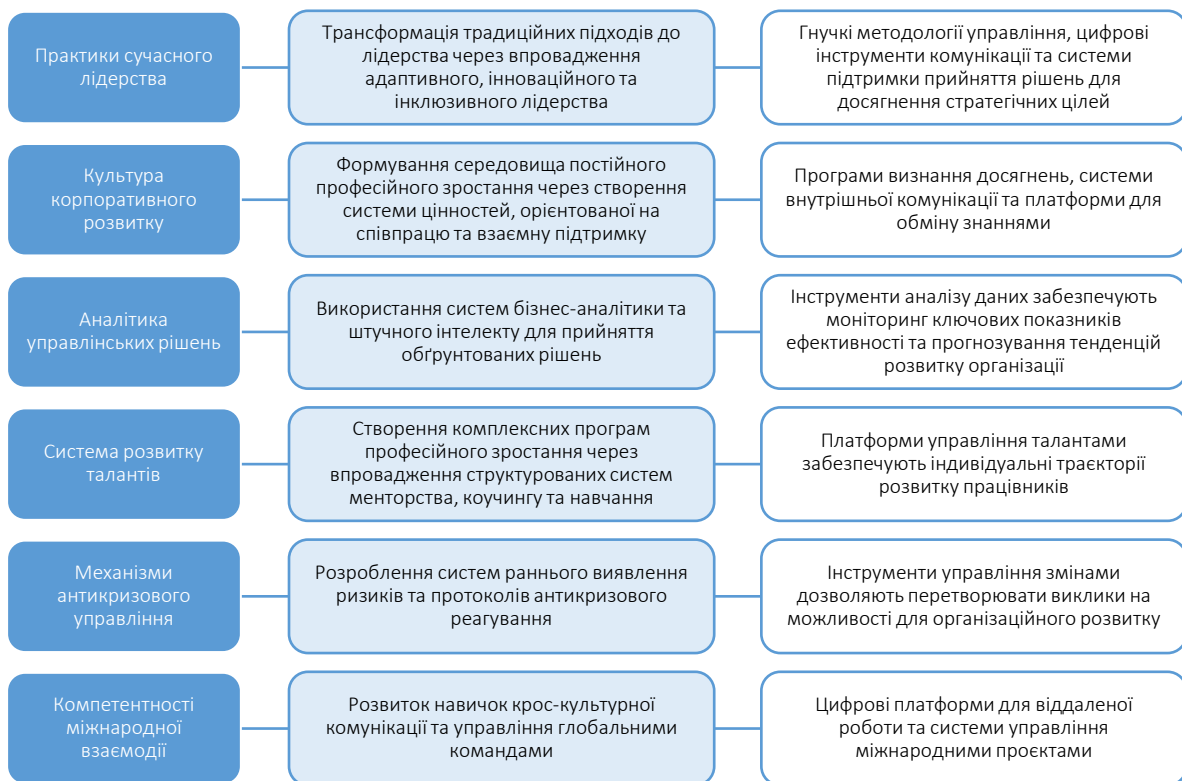 Практики сучасного
лідерства
Трансформація традиційних підходів до
лідерства через впровадження
адаптивного, інноваційного та
інклюзивного лідерства
Гнучкі методології управління, цифрові
інструменти комунікації та системи
підтримки прийняття рішень для
досягнення стратегічних цілей
Культура
корпоративного
розвитку
Формування середовища постійного
професійного зростання через створення
системи цінностей, орієнтованої на
співпрацю та взаємну підтримку
Програми визнання досягнень, системи
внутрішньої комунікації та платформи для
обміну знаннями
Аналітика
управлінських рішень
Використання систем бізнес-аналітики та
штучного інтелекту для прийняття
обґрунтованих рішень
Інструменти аналізу даних забезпечують
моніторинг ключових показників
ефективності та прогнозування тенденцій
розвитку організації
Система розвитку
талантів
Створення комплексних програм
професійного зростання через
впровадження структурованих систем
менторства, коучингу та навчання
Платформи управління талантами
забезпечують індивідуальні траєкторії
розвитку працівників
Механізми
антикризового
управління
Розроблення систем раннього виявлення
ризиків та протоколів антикризового
реагування
Інструменти управління змінами
дозволяють перетворювати виклики на
можливості для організаційного розвитку
Компетентності
міжнародної
взаємодії
Розвиток навичок крос-культурної
комунікації та управління глобальними
командами
Цифрові платформи для віддаленої
роботи та системи управління
міжнародними проєктами